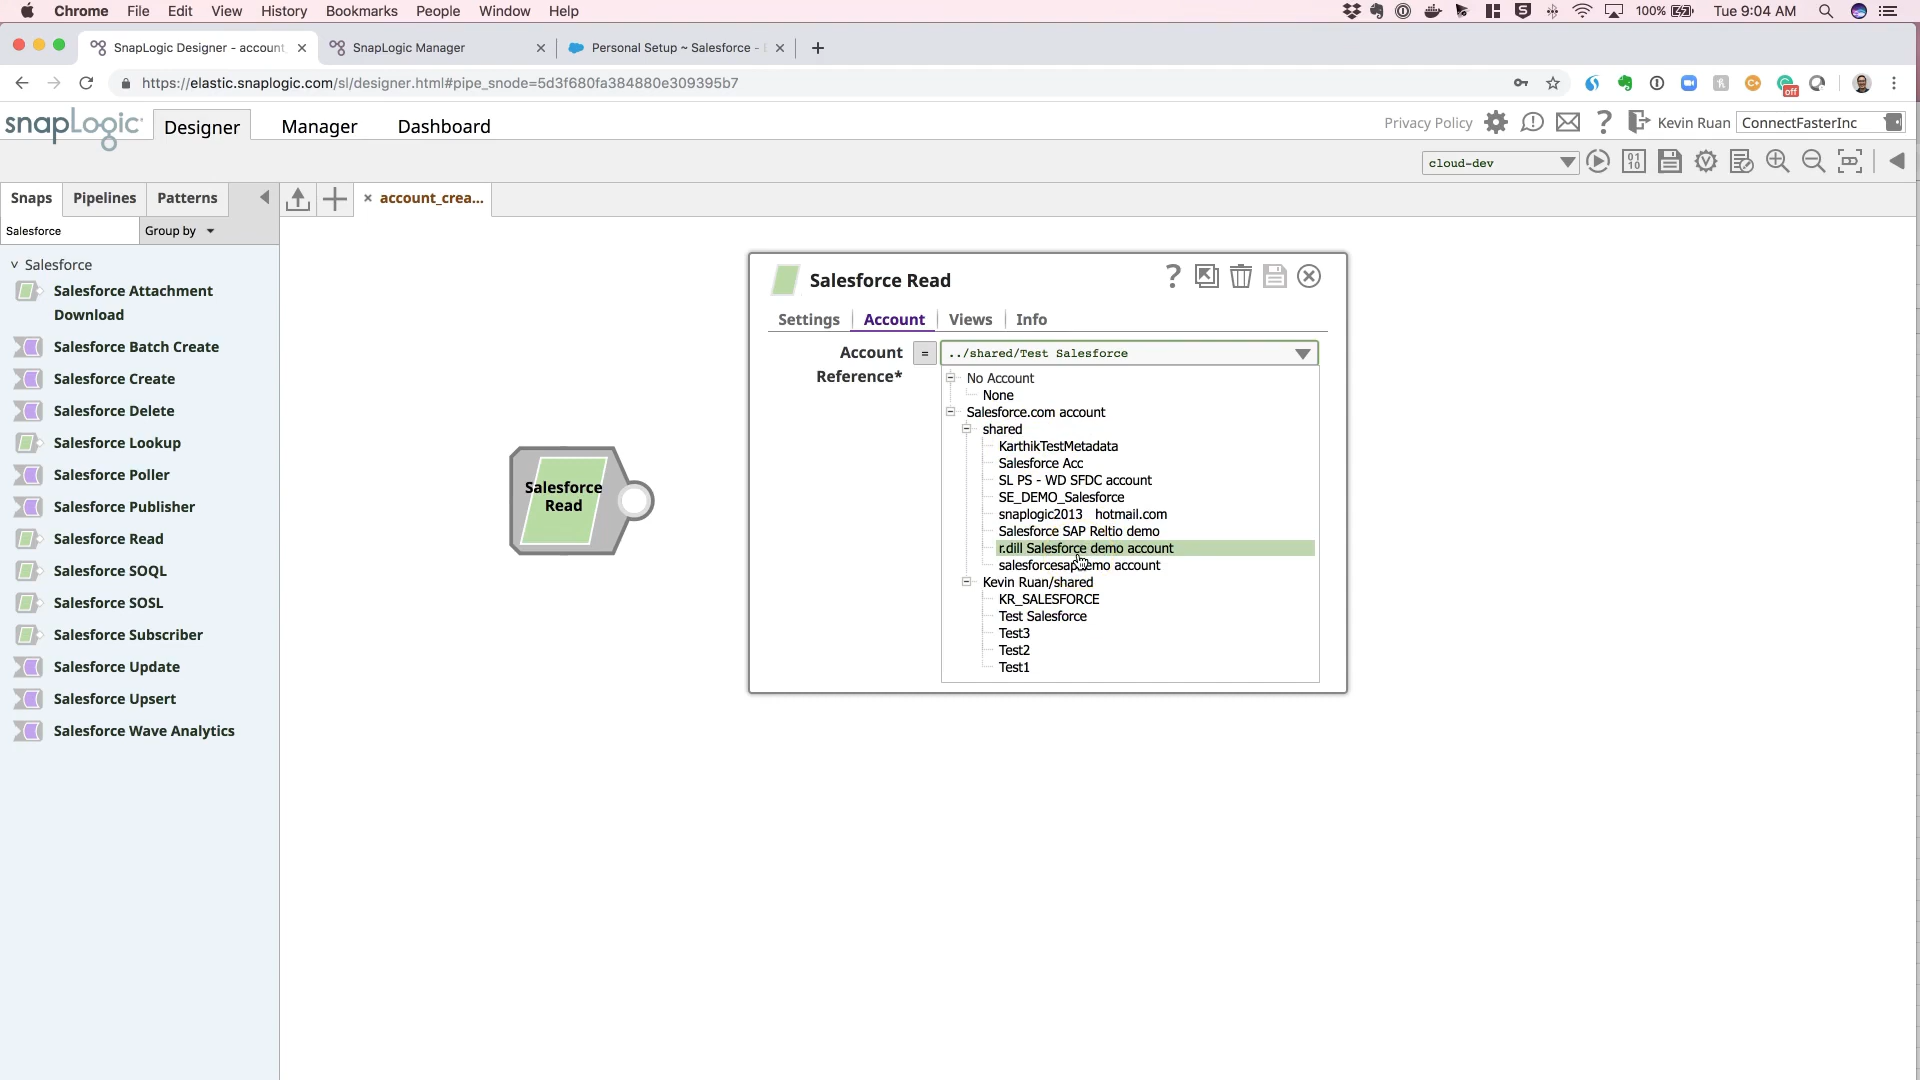 Chrome File Edit View History Bookmarks People Window Help 100% Tue 9:04 AM
SnapLogic Designer - account SnapLogic Manager Personal Setup ~ Salesforce -
https://elastic.snaplogic.com/sl/designer.html#pipe_snode=5d3f680fa384880e309395b7
off
snapLogic Designer Manager Dashboard Privacy Policy Kevin Ruan ConnectFasterInc
cloud-dev
Snaps Pipelines Patterns account_crea...
Salesforce Group by
Salesforce
Salesforce Attachment
Download
Salesforce Batch Create
Salesforce Create
Salesforce Delete
Salesforce Lookup
Salesforce Poller
Salesforce Publisher
Salesforce Read
Salesforce SOQL
Salesforce SOSL
Salesforce Subscriber
Salesforce Update
Salesforce Upsert
Salesforce Wave Analytics
Salesforce
Read
Salesforce Read
Settings Account Views Info
Account = ../shared/Test Salesforce
Reference*
No Account
None
Salesforce.com account
shared
KarthikTestMetadata
Salesforce Acc
SL PS - WD SFDC account
SE_DEMO_Salesforce
snaplogic2013 hotmail.com
Salesforce SAP Reltio demo
r.dill Salesforce demo account
salesforcesapdemo account
Kevin Ruan/shared
KR_SALESFORCE
Test Salesforce
Test3
Test2
Test1